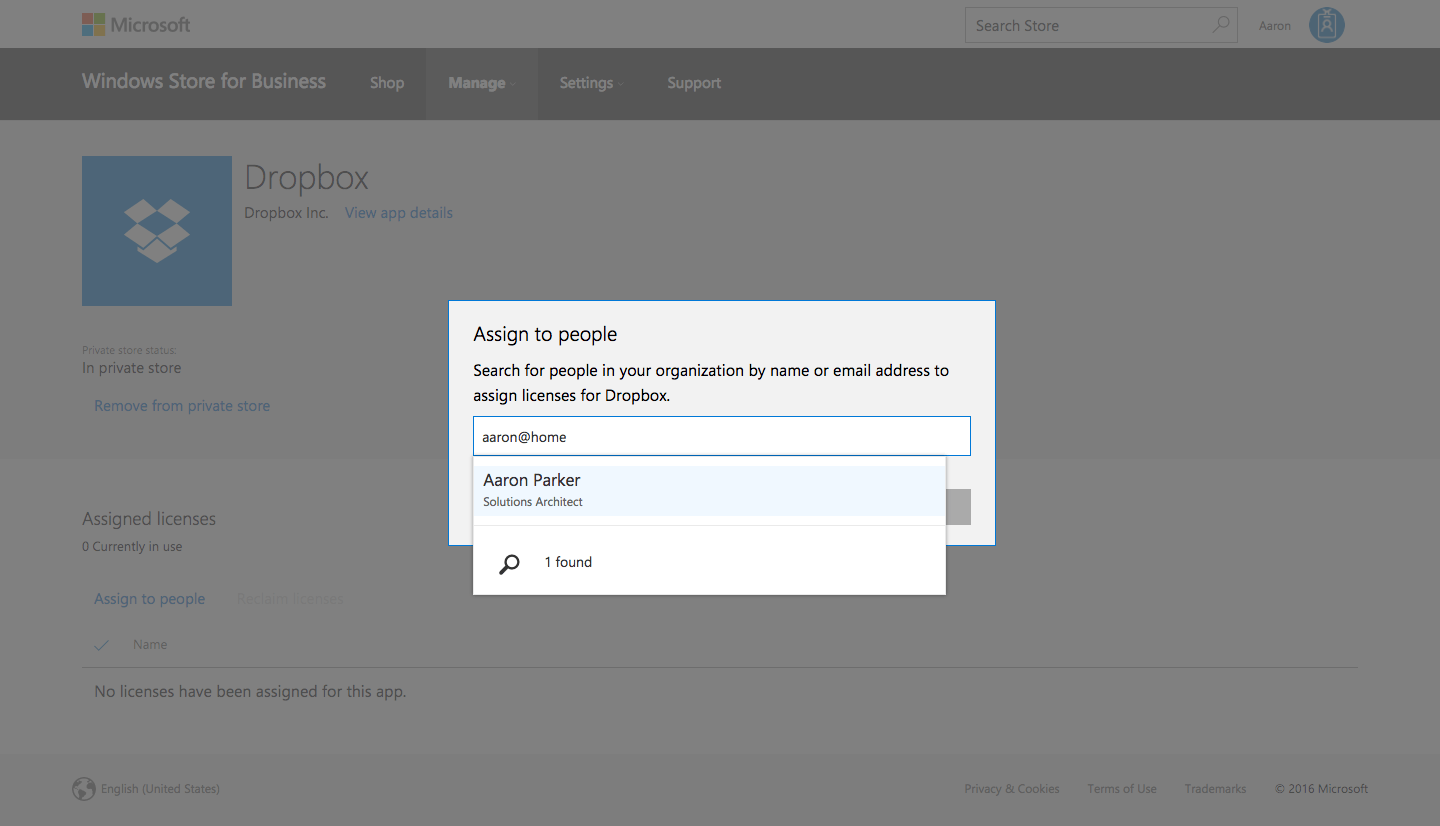 Microsoft
Search Store
Aaron
Windows Store for Business
Shop
Manage
Settings
Support
Dropbox
Dropbox Inc.
View app details
Private store status:
In private store
Remove from private store
Assign to people
Search for people in your organization by name or email address to
assign licenses for Dropbox.
aaron@home
Aaron Parker
Solutions Architect
1 found
Assigned licenses
0 Currently in use
Assign to people
Reclaim licenses
Name
No licenses have been assigned for this app.
English (United States)
Privacy & Cookies
Terms of Use
Trademarks
© 2016 Microsoft